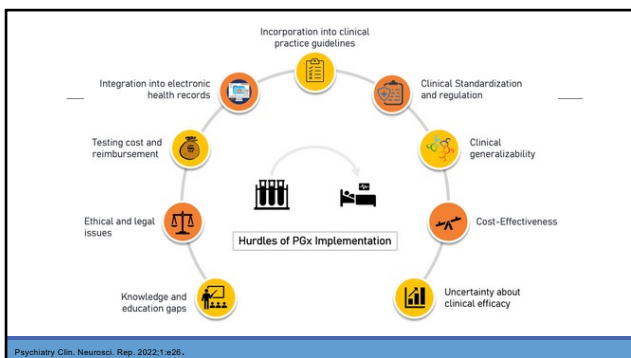 Incorporation into clinical
practice guidelines
Integration into electronic
health records
Clinical Standardization
and regulation
Testing cost and
reimbursement
Clinical
generalizability
Ethical and legal
issues
Cost-Effectiveness
Hurdles of PGx Implementation
Knowledge and
education gaps
Uncertainty about
clinical efficacy
Psychiatry Clin. Neurosci. Rep. 2022;1:e26.